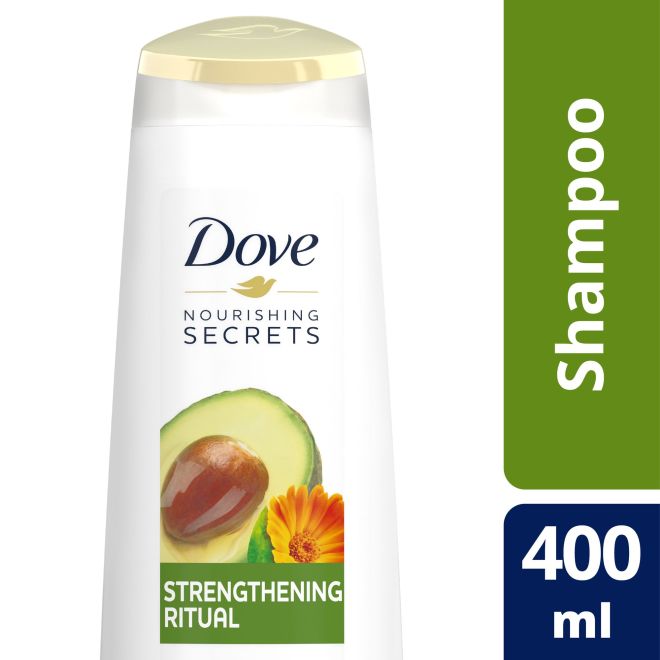 Dove
NOURISHING
SECRETS
STRENGTHENING
RITUAL
Shampoo
400
ml